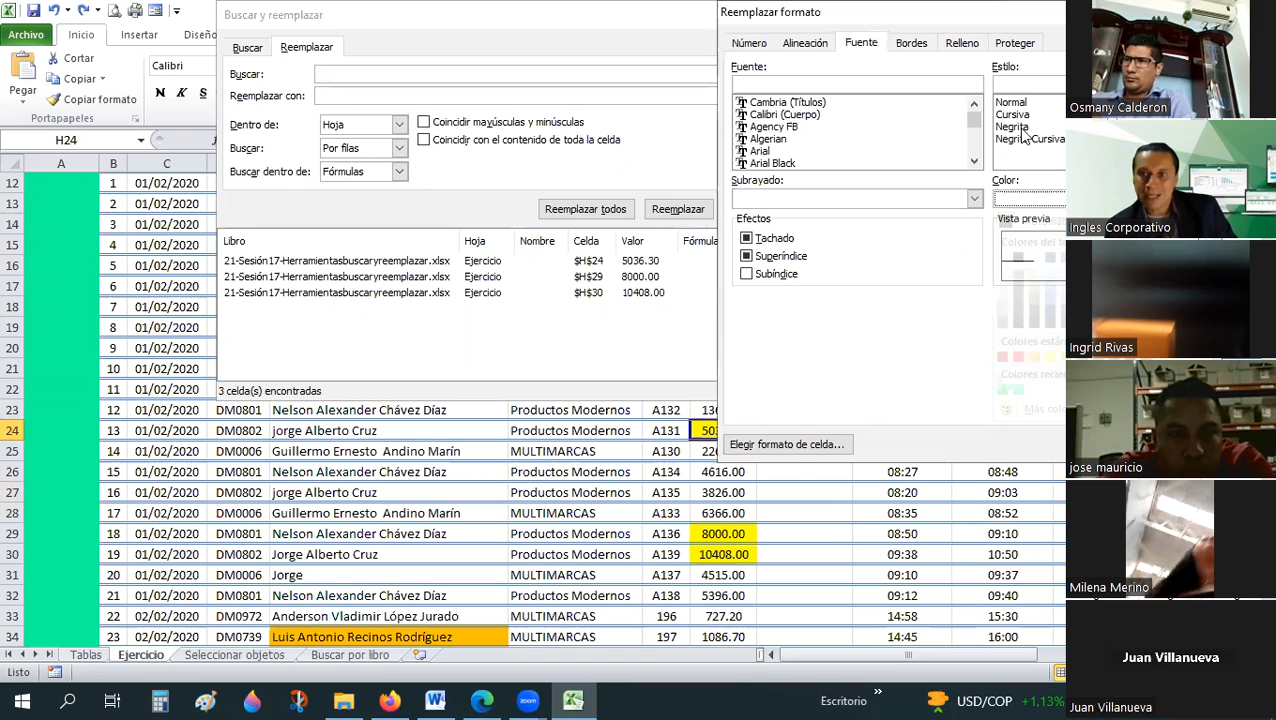 Buscar y reemplazar
Reemplazar formato
Archivo
Inicio
Insertar
Diseño
Buscar
Reemplazar
Número
Alineación
Fuente
Bordes
Relleno
Proteger
Cortar
Calibri
Copiar
Pegar
Copiar formato
N
K
S
Portapapeles
Buscar:
Reemplazar con:
Dentro de:
Hoja
Coincidir mayúsculas y minúsculas
Buscar:
Por filas
Coincidir con el contenido de toda la celda
Buscar dentro de:
Fórmulas
Reemplazar todos
Reemplazar
Fuente:
Estilo:
Cambria (Títulos)
Calibri (Cuerpo)
Agency FB
Algerian
Arial
Arial Black
Normal
Cursiva
Negrita
Negrita Cursiva
Subrayado:
Color:
Efectos
Tachado
Superíndice
Subíndice
Vista previa
Colores del
Colores
Colores
Más
Elegir formato de celda...
H24
A
B
C
Libro
Hoja
Nombre
Celda
Valor
Fórmula
21-Sesión17-Herramientasbuscaryreemplazar.xlsx
Ejercicio
$H$24
5036.30
21-Sesión17-Herramientasbuscaryreemplazar.xlsx
Ejercicio
$H$29
8000.00
21-Sesión17-Herramientasbuscaryreemplazar.xlsx
Ejercicio
$H$30
10408.00
3 celda(s) encontradas
12 1 01/02/2020
13 2 01/02/2020
14 3 01/02/2020
15 4 01/02/2020
16 5 01/02/2020
17 6 01/02/2020
18 7 01/02/2020
19 8 01/02/2020
20 9 01/02/2020
21 10 01/02/2020
22 11 01/02/2020
23 12 01/02/2020 DM0801 Nelson Alexander Chávez Díaz Productos Modernos A132
24 13 01/02/2020 DM0802 jorge Alberto Cruz Productos Modernos A131
25 14 01/02/2020 DM0006 Guillermo Ernesto Andino Marín MULTIMARCAS A130
26 15 01/02/2020 DM0801 Nelson Alexander Chávez Díaz Productos Modernos A134 4616.00 08:27 08:48
27 16 01/02/2020 DM0802 jorge Alberto Cruz Productos Modernos A135 3826.00 08:20 09:03
28 17 01/02/2020 DM0006 Guillermo Ernesto Andino Marín MULTIMARCAS A133 6366.00 08:35 08:52
29 18 01/02/2020 DM0801 Nelson Alexander Chávez Díaz Productos Modernos A136 8000.00 08:50 09:10
30 19 01/02/2020 DM0802 Jorge Alberto Cruz Productos Modernos A139 10408.00 09:38 10:50
31 20 01/02/2020 DM0006 Jorge MULTIMARCAS A137 4515.00 09:10 09:37
32 21 01/02/2020 DM0802 Nelson Alexander Chávez Díaz MULTIMARCAS A138 5396.00 09:10 09:35
33 22 02/02/2020 DM0972 Anderson Vladimir López Jurado MULTIMARCAS 196 727.20 14:58 15:30
34 23 02/02/2020 DM0739 Luis Antonio Recinos Rodríguez MULTIMARCAS 197 1086.70 14:45 16:00
Tablas
Ejercicio
Seleccionar objetos
Buscar por libro
Listo
Escritorio
»
USD/COP
+1,13%
Osmany Calderon
Ingles Corporativo
Ingrid Rivas
jose mauricio
Milena Merino
Juan Villanueva
Juan Villanueva